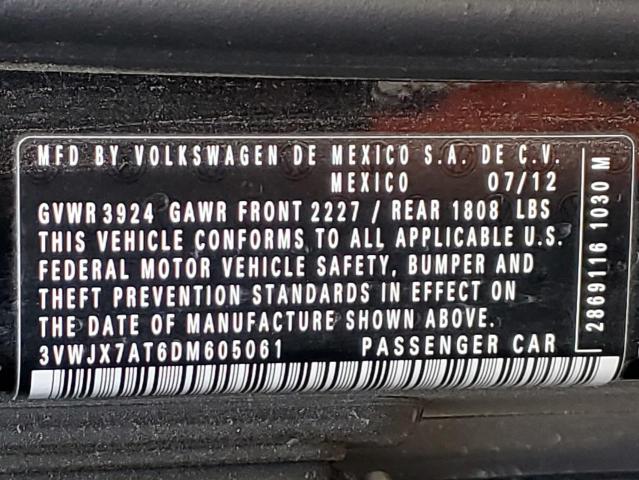 MFD BY VOLKSWAGEN DE MEXICO S.A. DE C.V.
MEXICO 07/12
GVWR 3924 GAWR FRONT 2227 / REAR 1808 LBS
THIS VEHICLE CONFORMS TO ALL APPLICABLE U.S.
FEDERAL MOTOR VEHICLE SAFETY, BUMPER AND
THEFT PREVENTION STANDARDS IN EFFECT ON
THE DATE OF MANUFACTURE SHOWN ABOVE.
3VWJX7AT6DM605061 PASSENGER CAR
2869116 1030 M